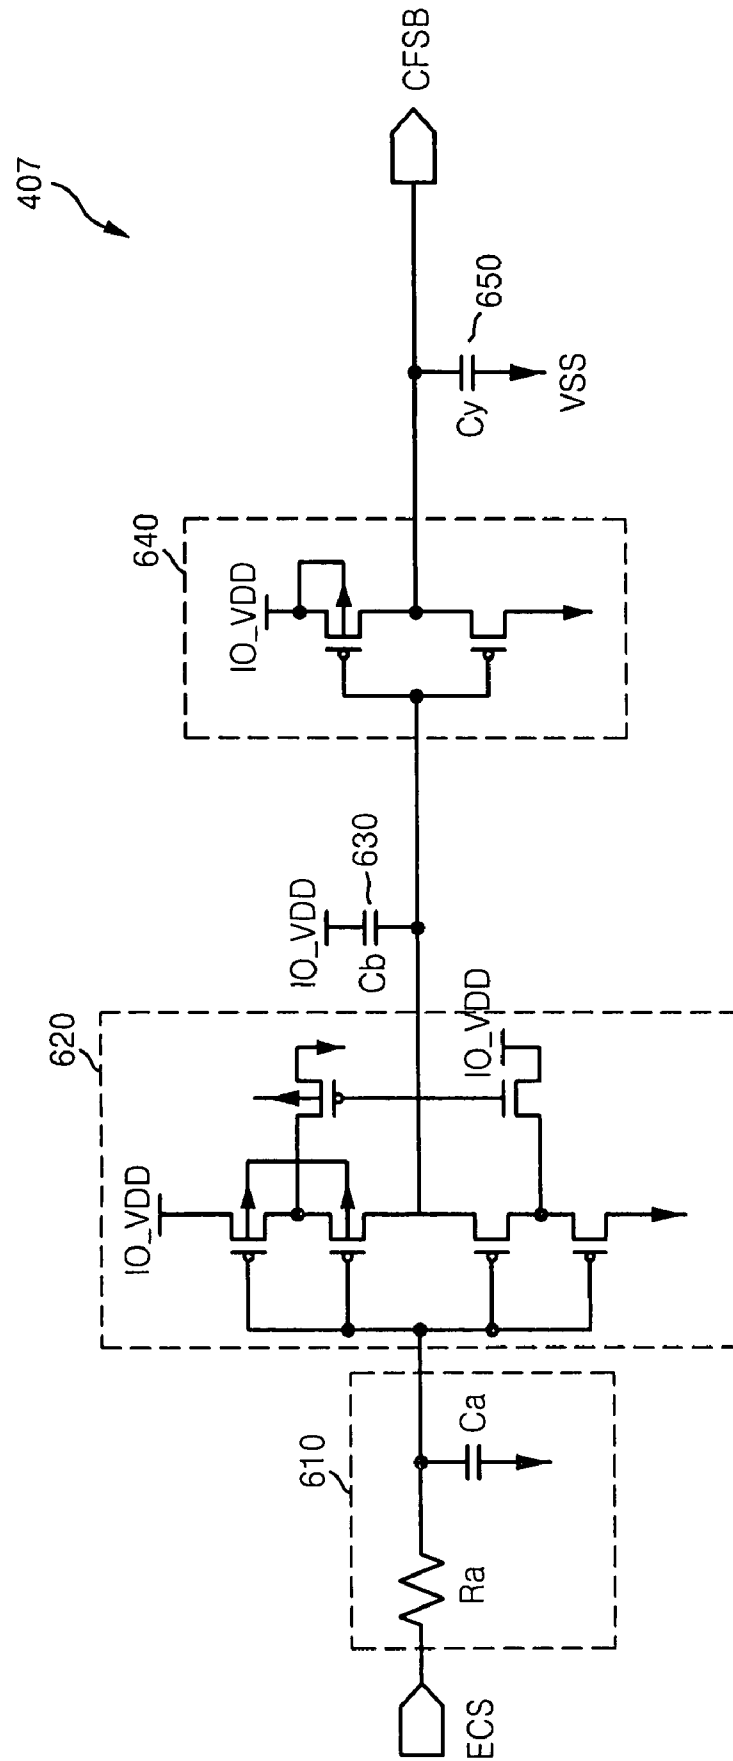 407
ECS
Ra
Ca
610
620
IO_VDD
IO_VDD
IO_VDD
Cb
630
640
IO_VDD
Cy
650
VSS
CFSB